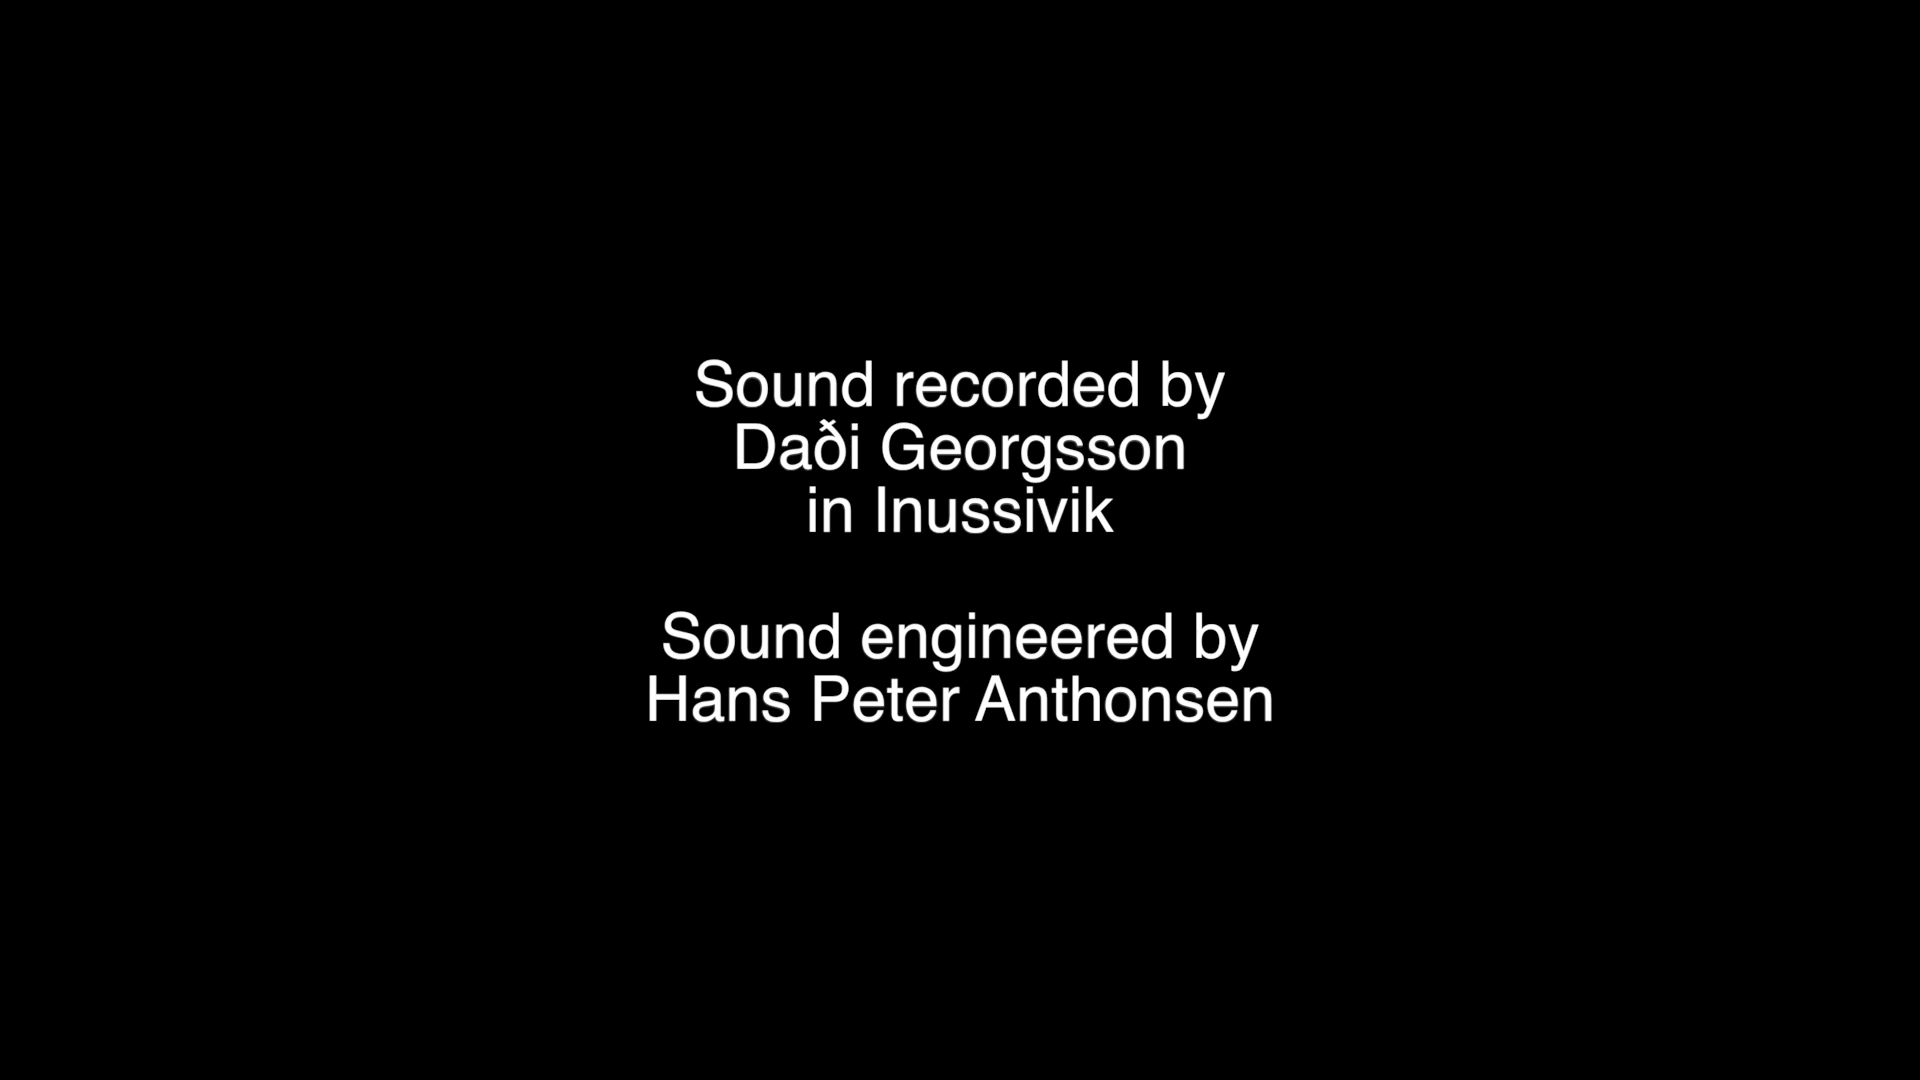 Sound recorded by
Daði Georgsson
in Inussivik
Sound engineered by
Hans Peter Anthonsen